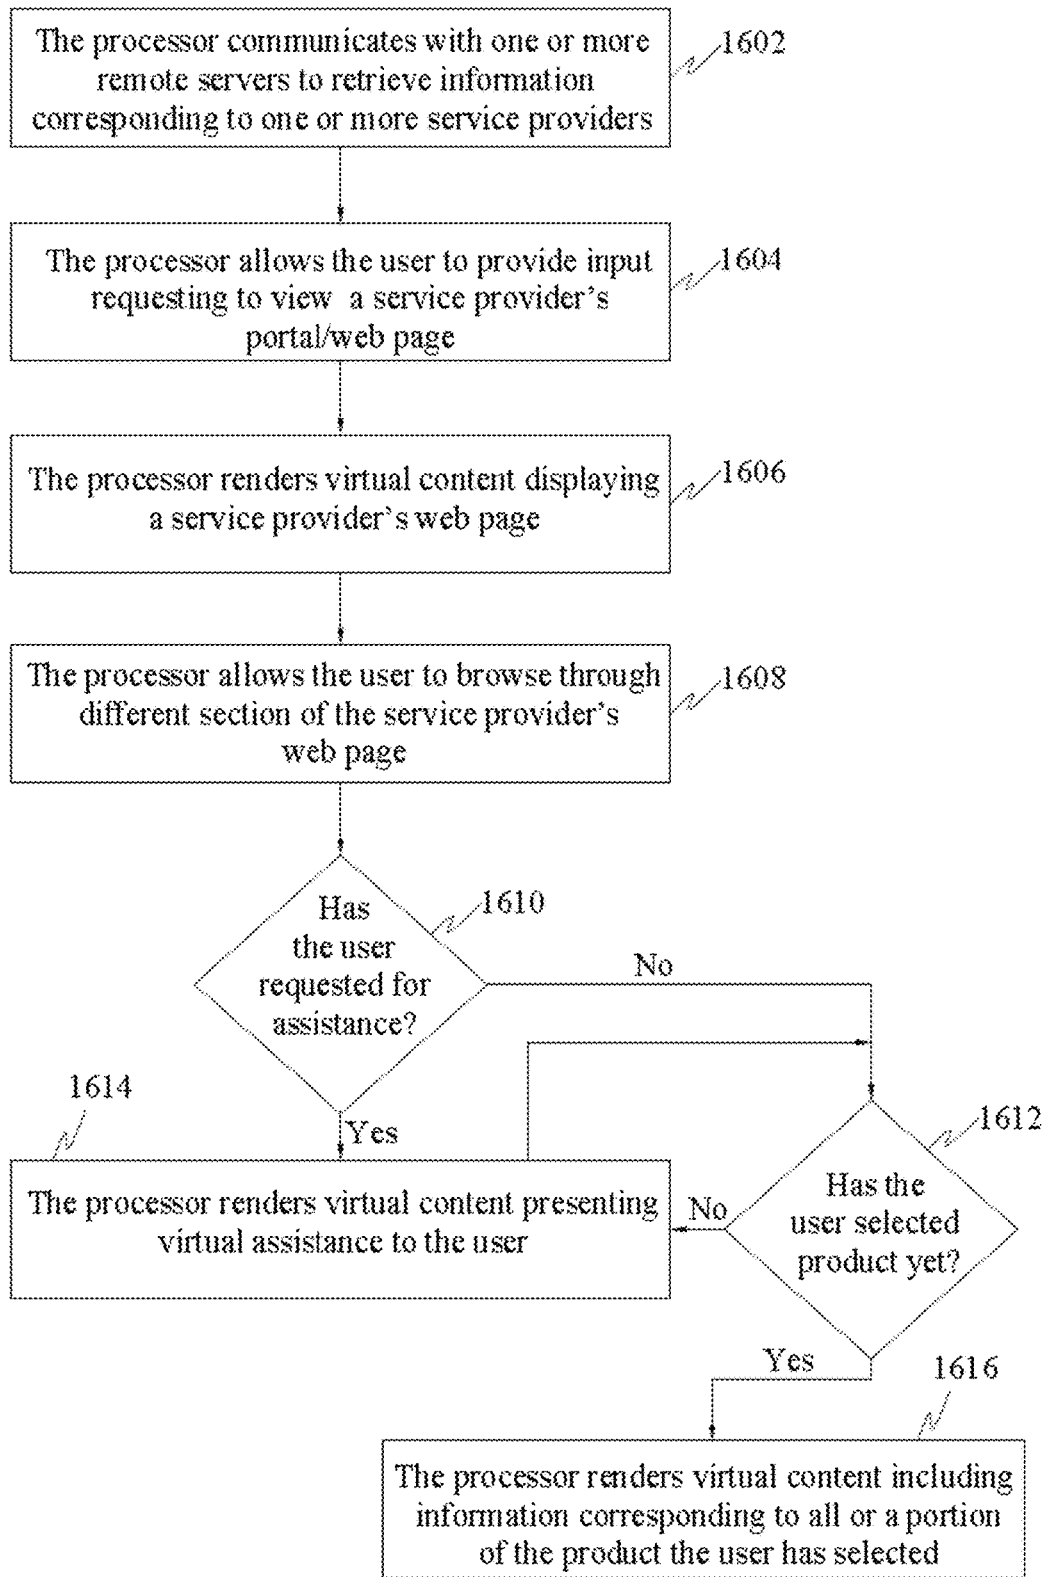 The processor communicates with one or more
remote servers to retrieve information
corresponding to one or more service providers
1602
The processor allows the user to provide input
requesting to view a service provider's
portal/web page
1604
The processor renders virtual content displaying
a service provider's web page
1606
The processor allows the user to browse through
different section of the service provider's
web page
1608
Has
the user
requested for
assistance?
1610
No
Yes
1614
The processor renders virtual content presenting
virtual assistance to the user
1612
Has the
user selected
product yet?
No
Yes
1616
The processor renders virtual content including
information corresponding to all or a portion
of the product the user has selected